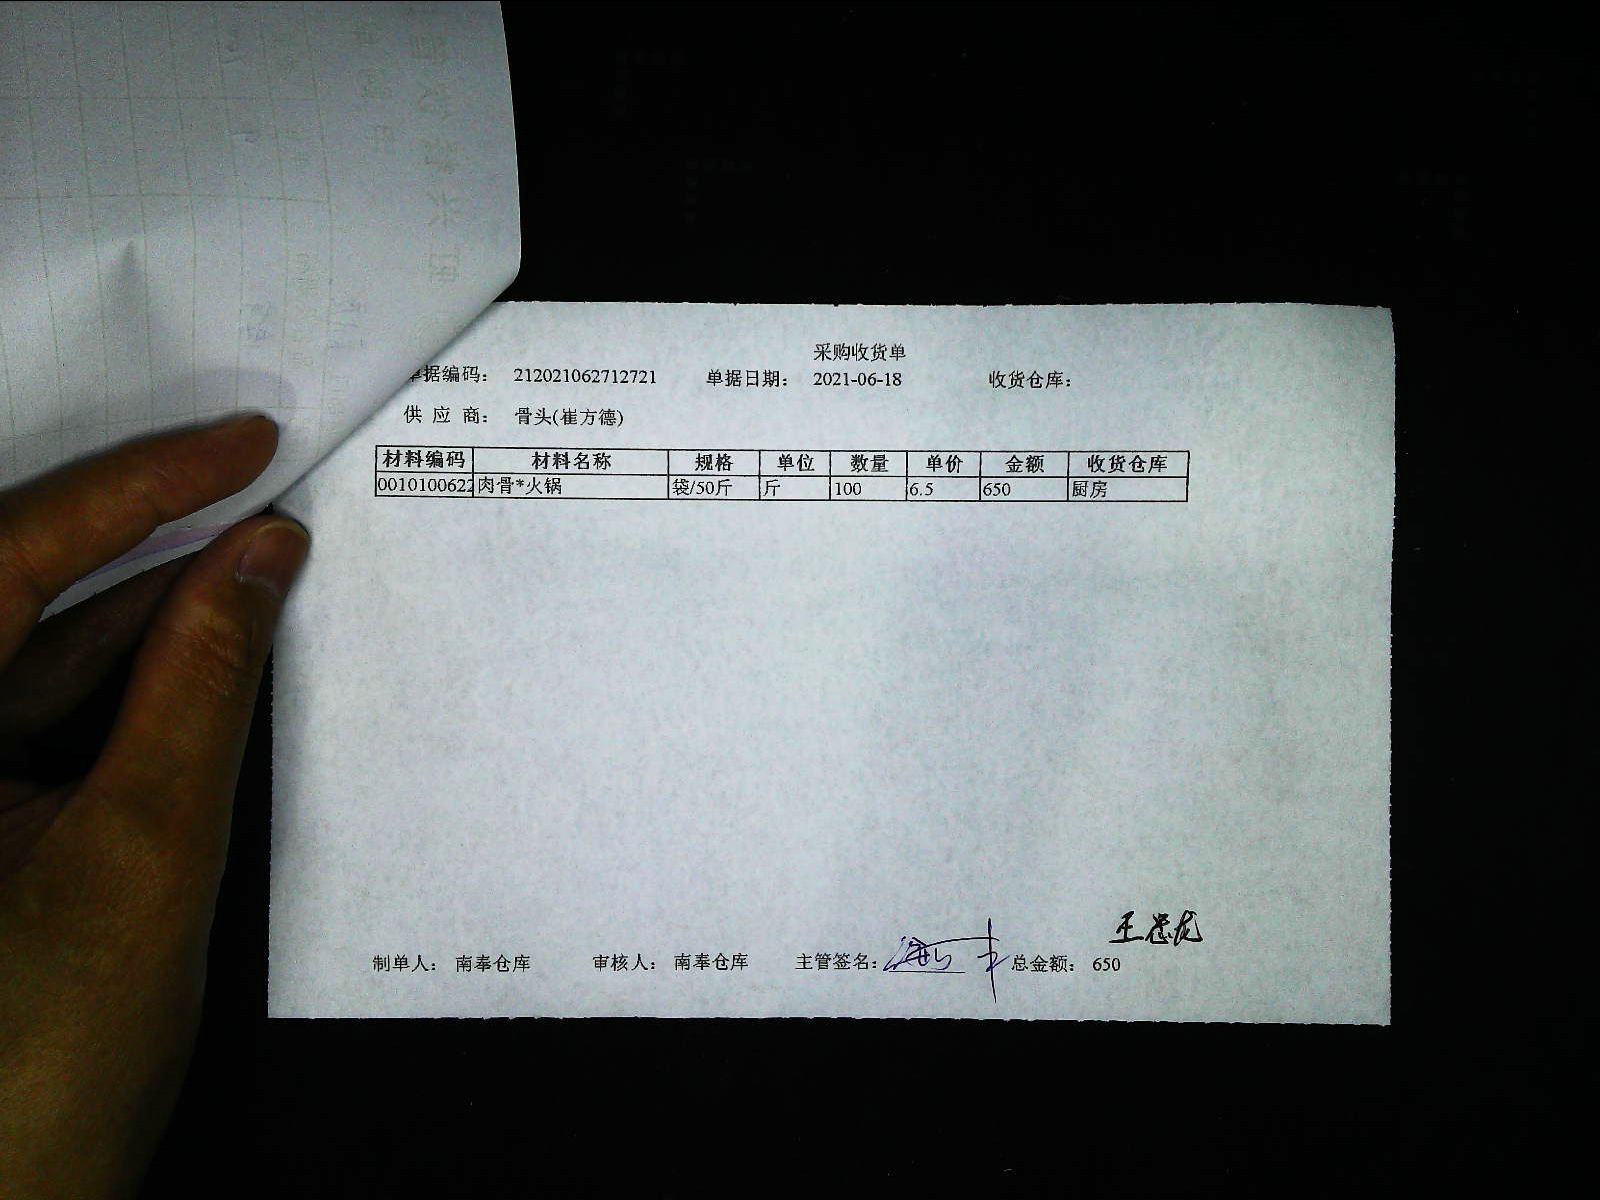 采购收货单
单据编码： 212021062712721 单据日期： 2021-06-18 收货仓库：
供 应 商： 骨头(崔方德)
材料编码 材料名称 规格 单位 数量 单价 金额 收货仓库
0010100622 肉骨*火锅 袋/50斤 斤 100 6.5 650 厨房
制单人： 南奉仓库 审核人： 南奉仓库 主管签名： 总金额： 650